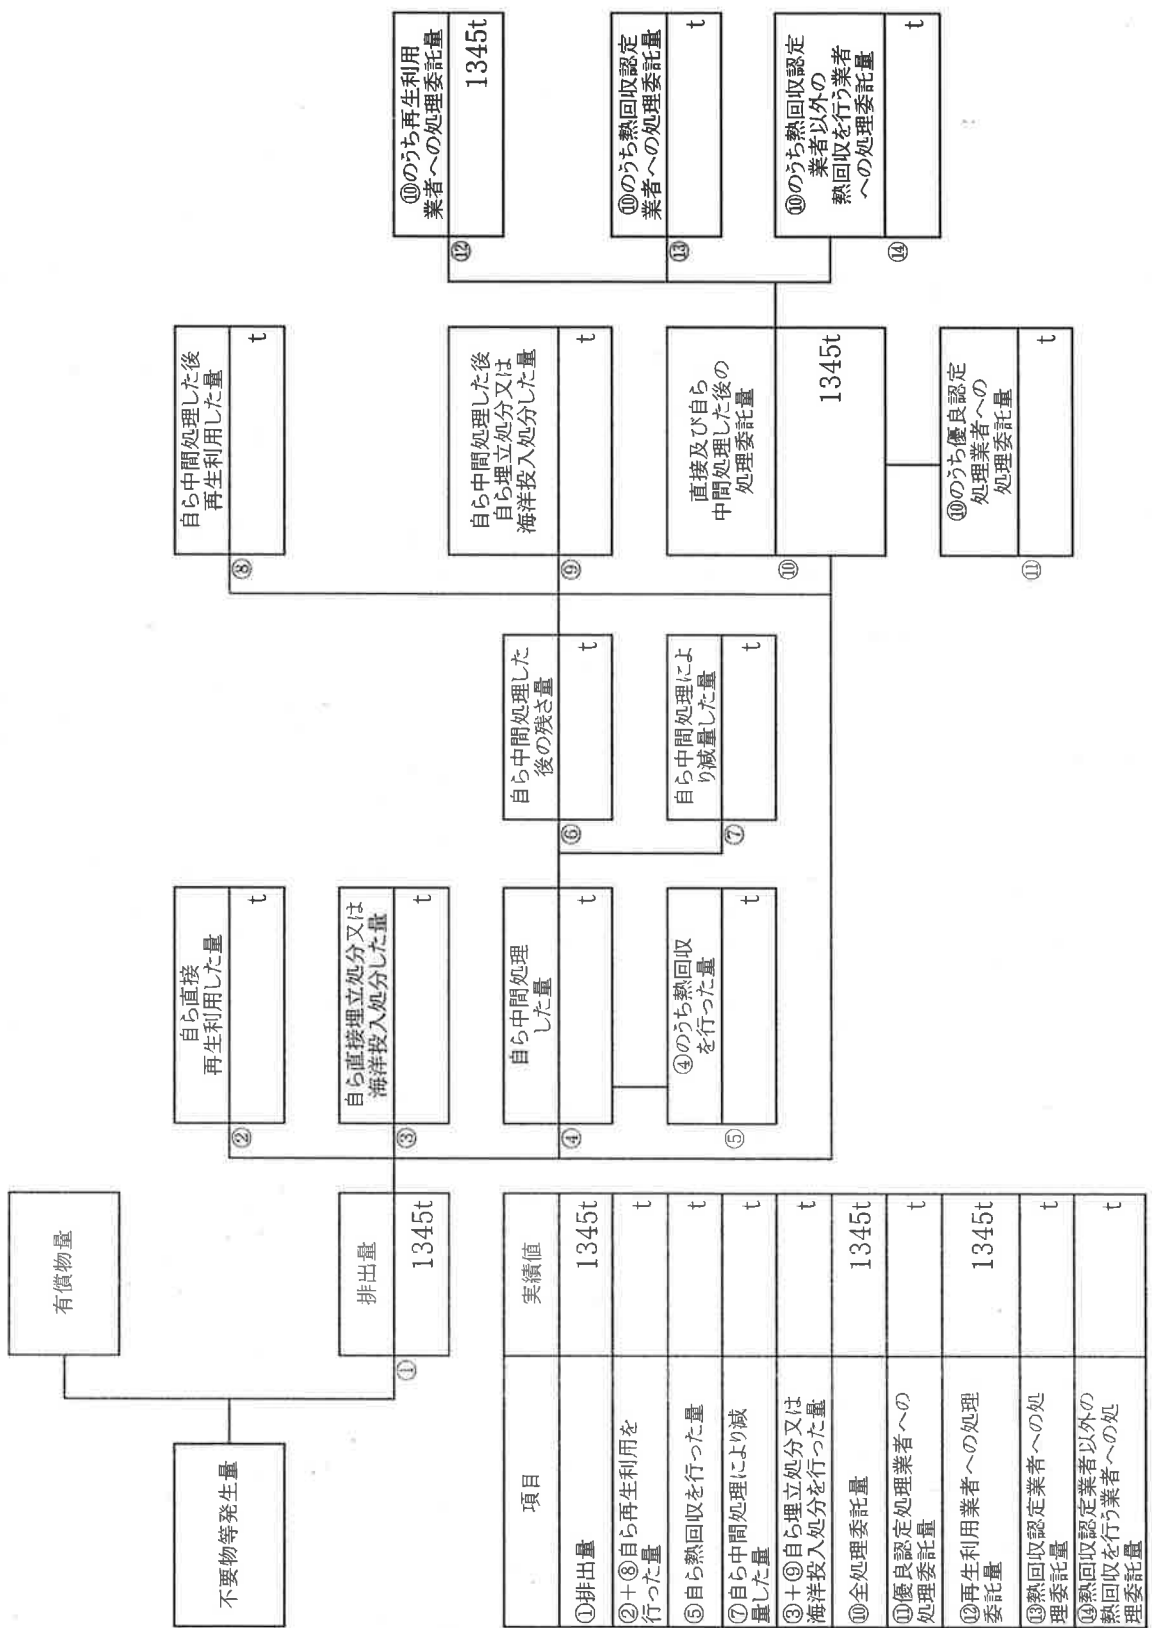 不要物等発生量
有償物量
①
排出量
1345t
②
自ら直接
再生利用した量
t
③
自ら直接埋立処分又は
海洋投入処分した量
t
④
自ら中間処理
した量
t
⑤
④のうち熱回収
を行った量
t
⑥
自ら中間処理した
後の残さ量
t
⑦
自ら中間処理によ
り減量した量
t
⑧
自ら中間処理した後
再生利用した量
t
⑨
自ら中間処理した後
自ら埋立処分又は
海洋投入処分した量
t
⑩
直接及び自ら
中間処理した後の
処理委託量
1345t
⑪
⑩のうち優良認定
処理業者への
処理委託量
t
⑫
⑩のうち再生利用
業者への処理委託量
1345t
⑬
⑩のうち熱回収認定
業者への処理委託量
t
⑭
⑩のうち熱回収認定
業者以外の
熱回収を行う業者
への処理委託量
t
項目
実績値
①排出量
1345t
②+⑧自ら再生利用を
行った量
t
⑤自ら熱回収を行った量
t
⑦自ら中間処理により減
量した量
t
③+⑨自ら埋立処分又は
海洋投入処分を行った量
t
⑩全処理委託量
1345t
⑪優良認定処理業者への
処理委託量
t
⑫再生利用業者への処理
委託量
1345t
⑬熱回収認定業者への処
理委託量
t
⑭熱回収認定業者以外の
熱回収を行う業者への処
理委託量
t